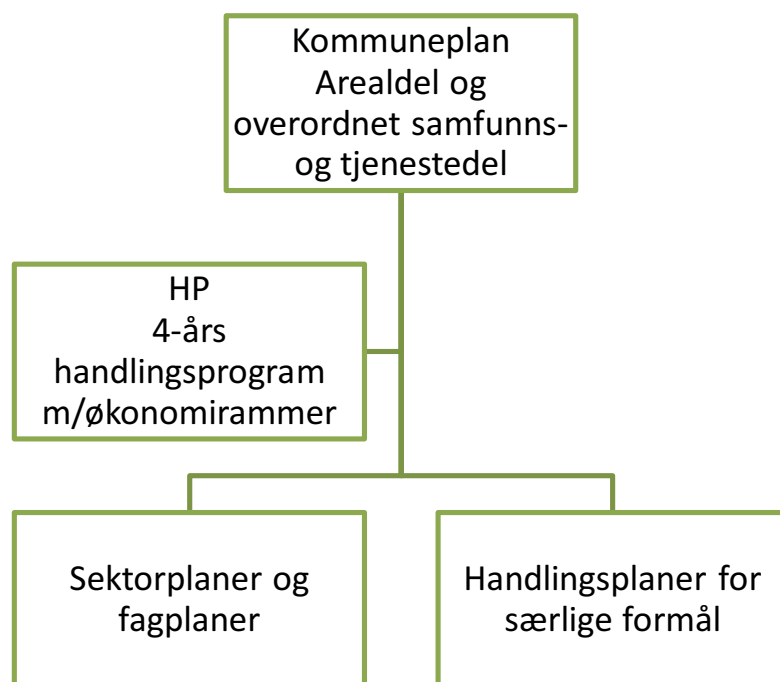 Kommuneplan
Arealdel og
overordnet samfunns-
og tjenestedel
HP
4-års
handlingsprogram
m/økonomirammer
Sektorplaner og
fagplaner
Handlingsplaner for
særlige formål